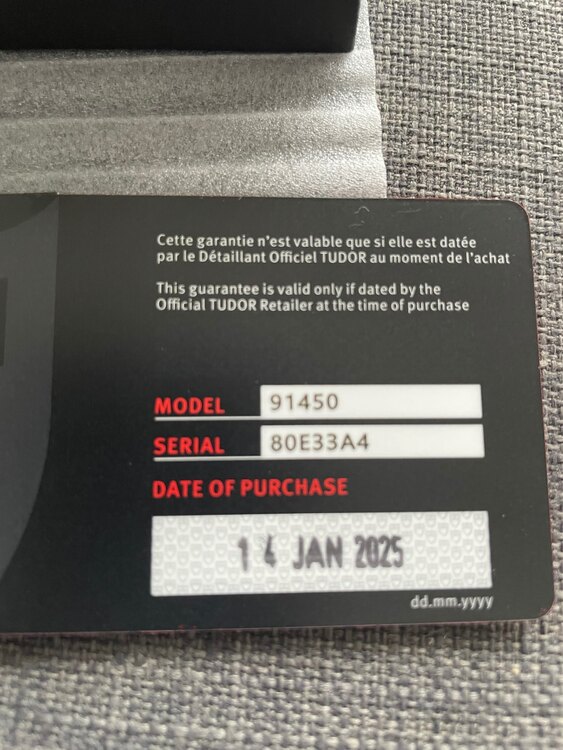 Cette garantie n'est valable que si elle est datée
par le Détaillant Officiel TUDOR au moment de l'achat
This guarantee is valid only if dated by the
Official TUDOR Retailer at the time of purchase
MODEL 91450
SERIAL 80E33A4
DATE OF PURCHASE
14 JAN 2025
dd.mm.yyyy